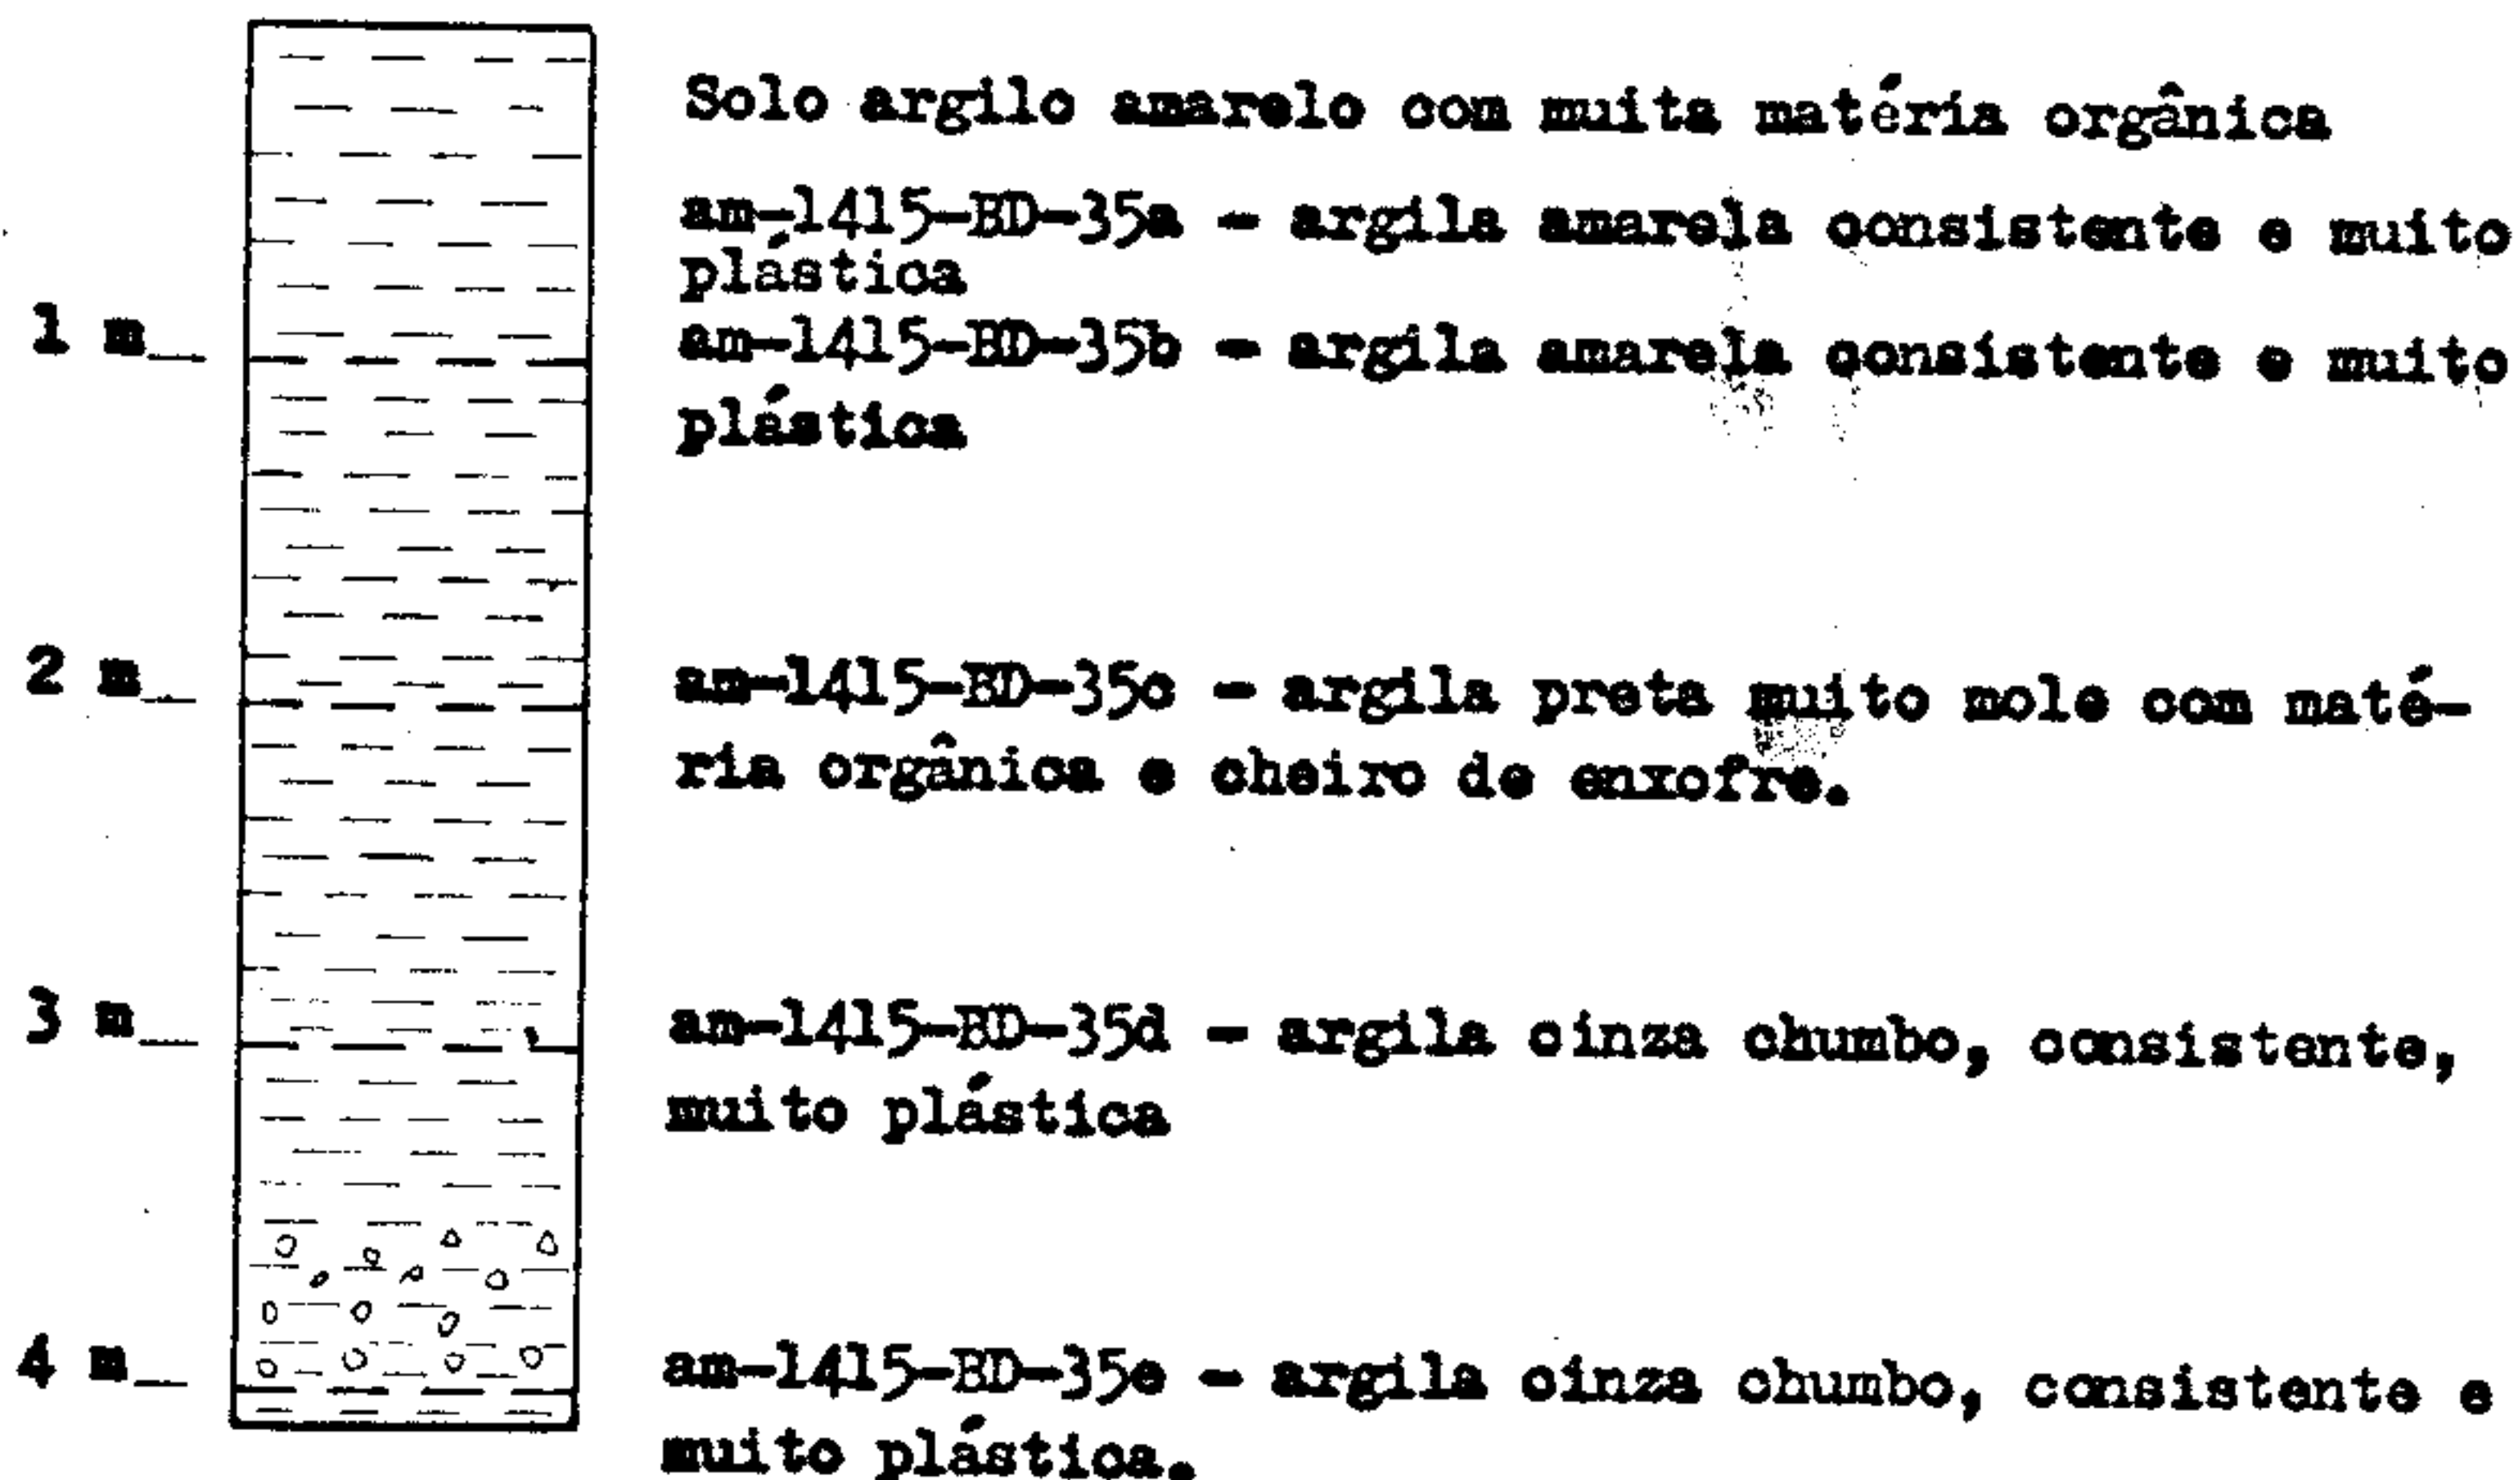 Solo argilo amarelo com muita matéria orgânica
am-1415-BD-35a - argila amarela consistente e muito
plástica
1 m
am-1415-BD-35b - argila amarela consistente e muito
plástica
2 m
am-1415-BD-35c - argila preta muito mole com maté-
ria orgânica e cheiro de enxofre.
3 m
am-1415-BD-35d - argila cinza chumbo, consistente,
muito plástica
4 m
am-1415-BD-35e - argila cinza chumbo, consistente e
muito plástica.